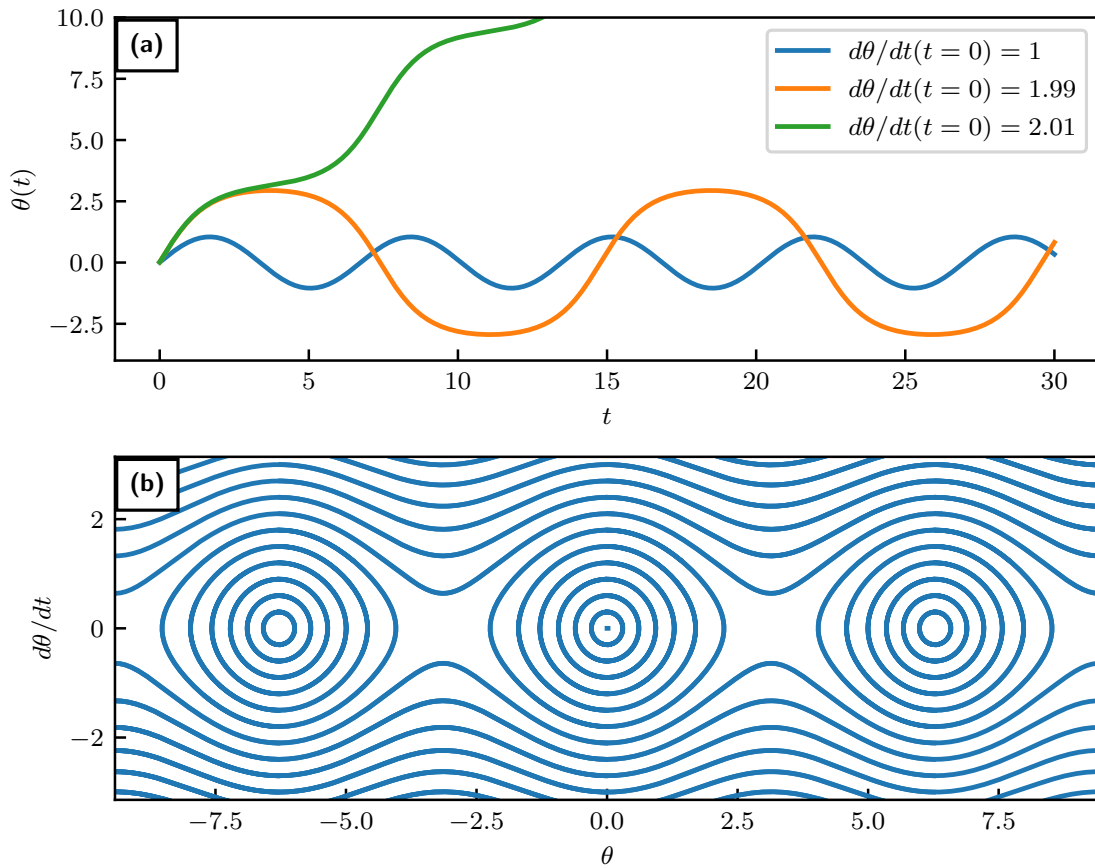 (a)
10.0
7.5
5.0
2.5
0.0
−2.5
θ(t)
dθ/dt(t = 0) = 1
dθ/dt(t = 0) = 1.99
dθ/dt(t = 0) = 2.01
0 5 10 15 20 25 30
t
(b)
2
0
−2
dθ/dt
−7.5 −5.0 −2.5 0.0 2.5 5.0 7.5
θ